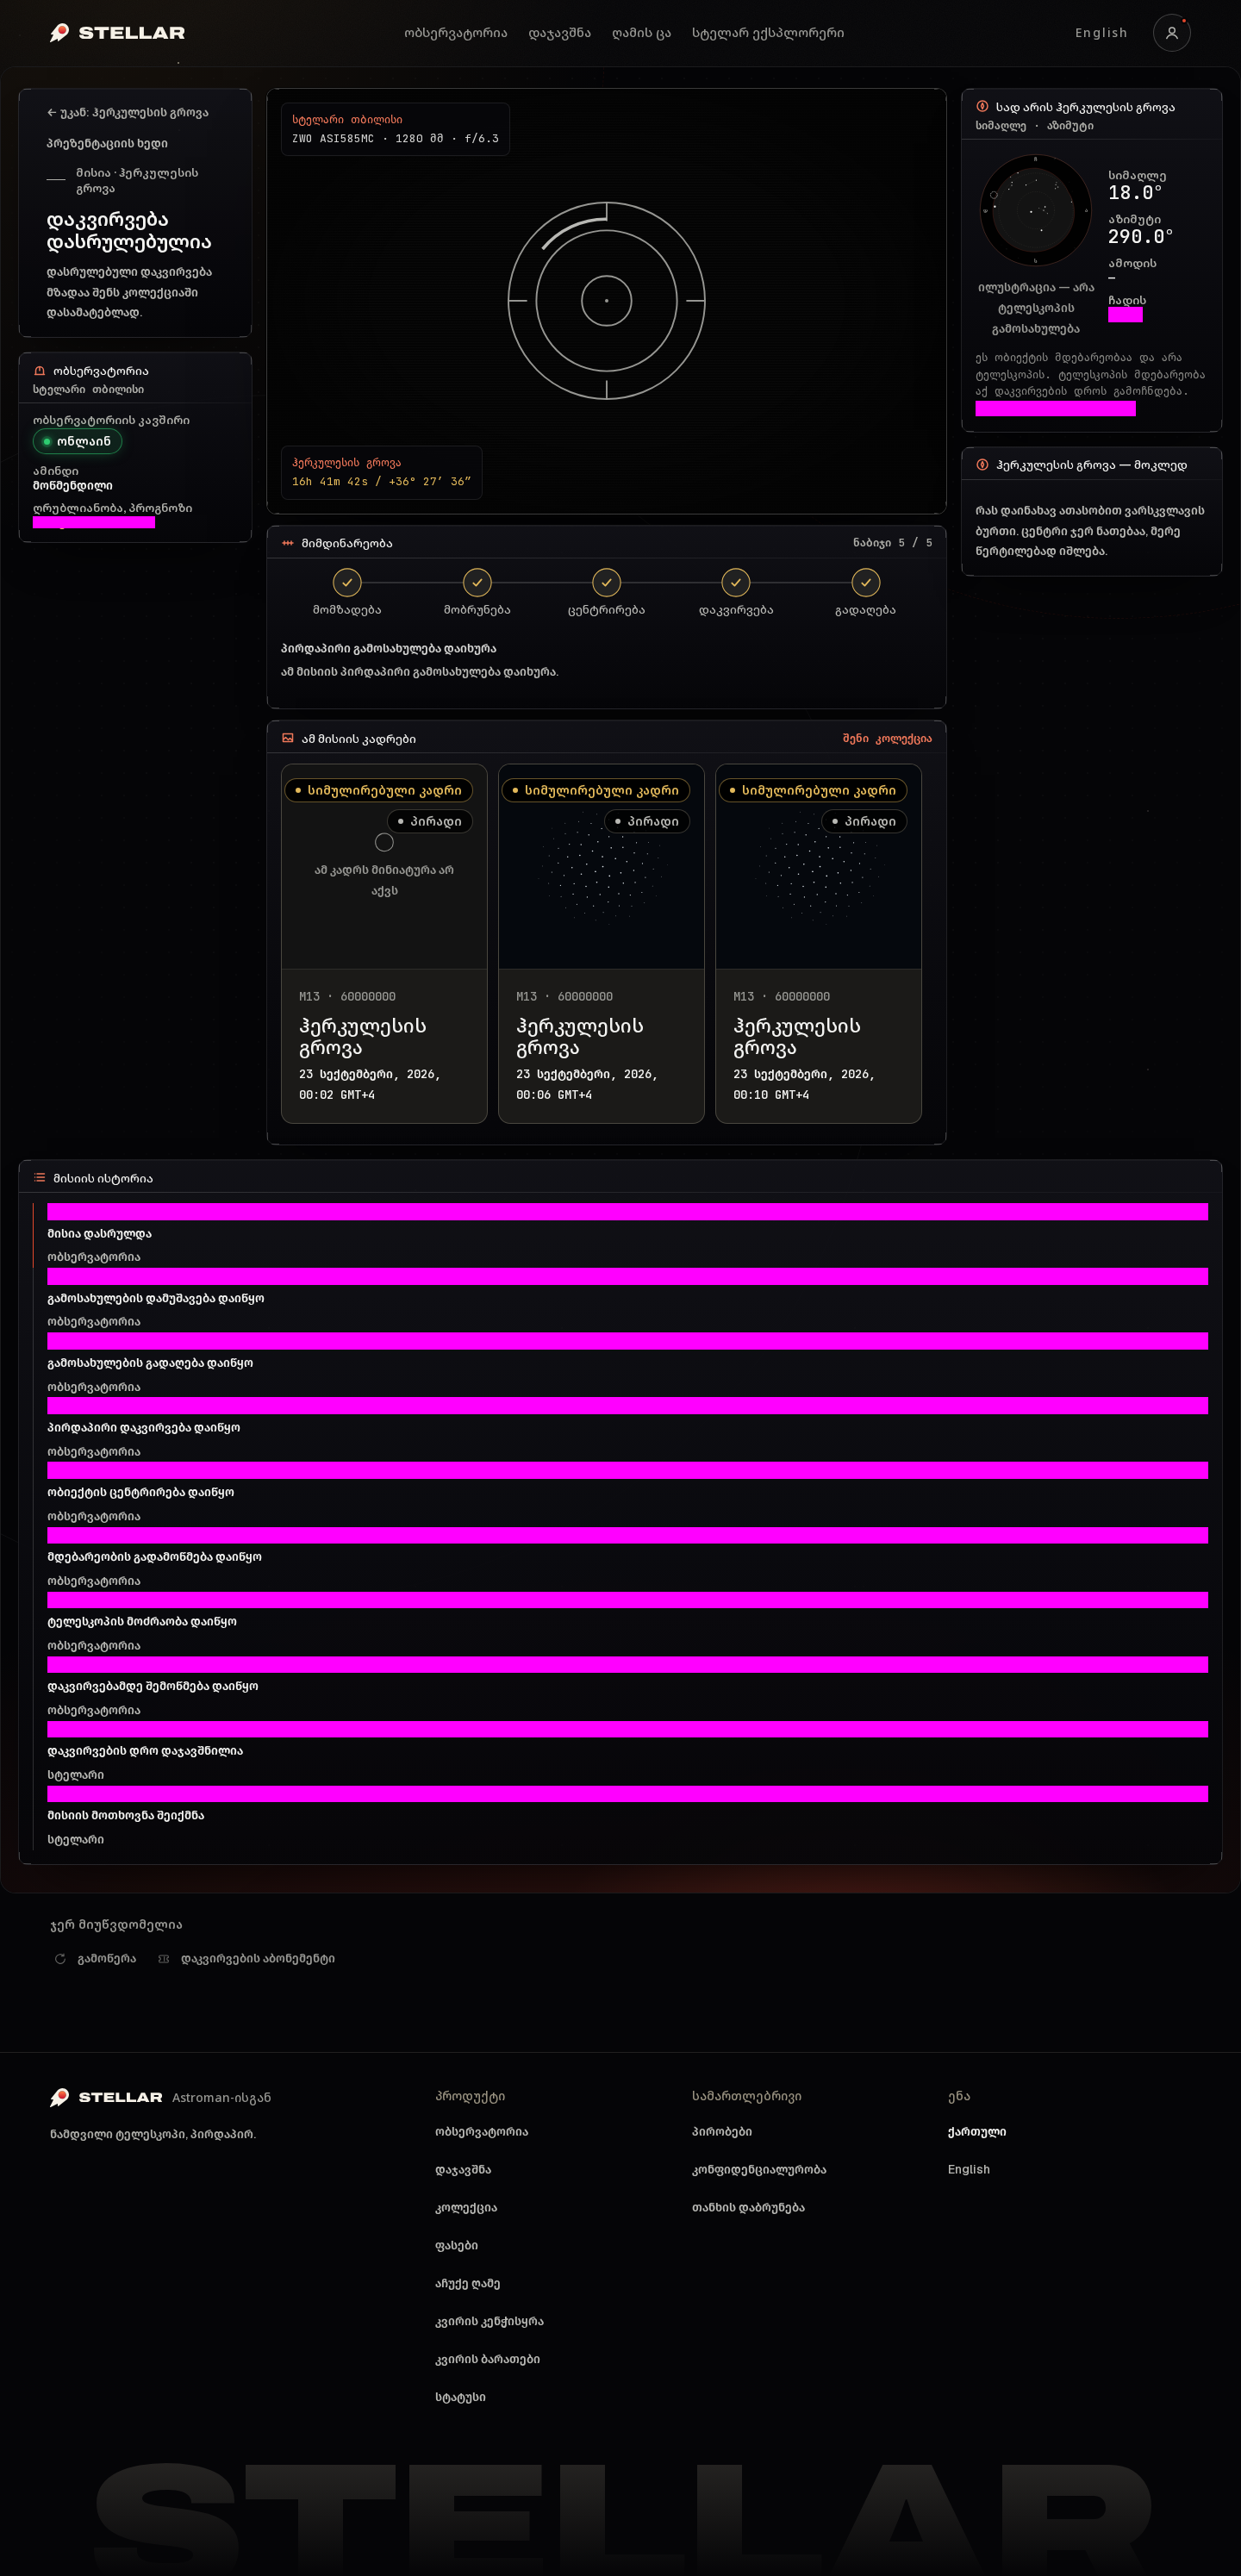 STELLAR
ობსერვატორია დაჯავშნა ღამის ცა სტელარ ექსპლორერი
English
← უკან: ჰერკულესის გროვა
პრეზენტაციის ხედი
მისია · ჰერკულესის
გროვა
დაკვირვება
დასრულებულია
დასრულებული დაკვირვება
მზადაა შენს კოლექციაში
დასამატებლად.
ობსერვატორია
სტელარი თბილისი
ობსერვატორიის კავშირი
ონლაინ
ამინდი
მოწმენდილი
ღრუბლიანობა, პროგნოზი
სტელარი თბილისი
ZWO ASI585MC · 1280 მმ · f/6.3
ჰერკულესის გროვა
16h 41m 42s / +36° 27′ 36″
მიმდინარეობა
ნაბიჯი 5 / 5
მომზადება მობრუნება ცენტრირება დაკვირვება გადაღება
პირდაპირი გამოსახულება დაიხურა
ამ მისიის პირდაპირი გამოსახულება დაიხურა.
ამ მისიის კადრები
შენი კოლექცია
სიმულირებული კადრი
პირადი
ამ კადრს მინიატურა არ
აქვს
M13 · 60000000
ჰერკულესის
გროვა
23 სექტემბერი, 2026,
00:02 GMT+4
სიმულირებული კადრი
პირადი
M13 · 60000000
ჰერკულესის
გროვა
23 სექტემბერი, 2026,
00:06 GMT+4
სიმულირებული კადრი
პირადი
M13 · 60000000
ჰერკულესის
გროვა
23 სექტემბერი, 2026,
00:10 GMT+4
სად არის ჰერკულესის გროვა
სიმაღლე · აზიმუტი
სიმაღლე
18.0°
აზიმუტი
290.0°
ამოდის
—
ჩადის
ილუსტრაცია — არა
ტელესკოპის
გამოსახულება
ეს ობიექტის მდებარეობაა და არა
ტელესკოპის. ტელესკოპის მდებარეობა
აქ დაკვირვების დროს გამოჩნდება.
ჰერკულესის გროვა — მოკლედ
რას დაინახავ ათასობით ვარსკვლავის
ბურთი. ცენტრი ჯერ ნათებაა, მერე
წერტილებად იშლება.
მისიის ისტორია
მისია დასრულდა
ობსერვატორია
გამოსახულების დამუშავება დაიწყო
ობსერვატორია
გამოსახულების გადაღება დაიწყო
ობსერვატორია
პირდაპირი დაკვირვება დაიწყო
ობსერვატორია
ობიექტის ცენტრირება დაიწყო
ობსერვატორია
მდებარეობის გადამოწმება დაიწყო
ობსერვატორია
ტელესკოპის მოძრაობა დაიწყო
ობსერვატორია
დაკვირვებამდე შემოწმება დაიწყო
ობსერვატორია
დაკვირვების დრო დაჯავშნილია
სტელარი
მისიის მოთხოვნა შეიქმნა
სტელარი
ჯერ მიუწვდომელია
გამოწერა დაკვირვების აბონემენტი
STELLAR Astroman-ისგან
ნამდვილი ტელესკოპი, პირდაპირ.
პროდუქტი
ობსერვატორია
დაჯავშნა
კოლექცია
ფასები
აჩუქე ღამე
კვირის კენჭისყრა
კვირის ბარათები
სტატუსი
სამართლებრივი
პირობები
კონფიდენციალურობა
თანხის დაბრუნება
ენა
ქართული
English
STELLAR